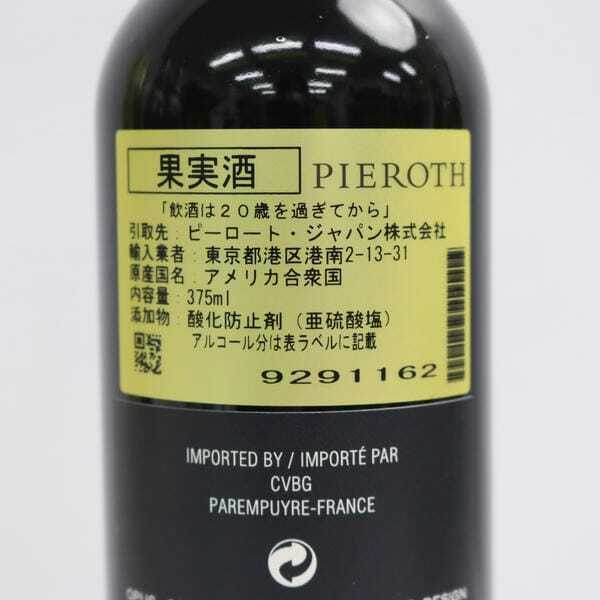 果実酒 PIEROTH
「飲酒は20歳を過ぎてから」
引取先:ピーロート・ジャパン株式会社
輸入業者:東京都港区港南2-13-31
原産国名:アメリカ合衆国
内容量:375ml
添加物:酸化防止剤(亜硫酸塩)
アルコール分は表ラベルに記載
9291162
IMPORTED BY / IMPORTÉ PAR
CVBG
PAREMPUYRE-FRANCE
DESIGN